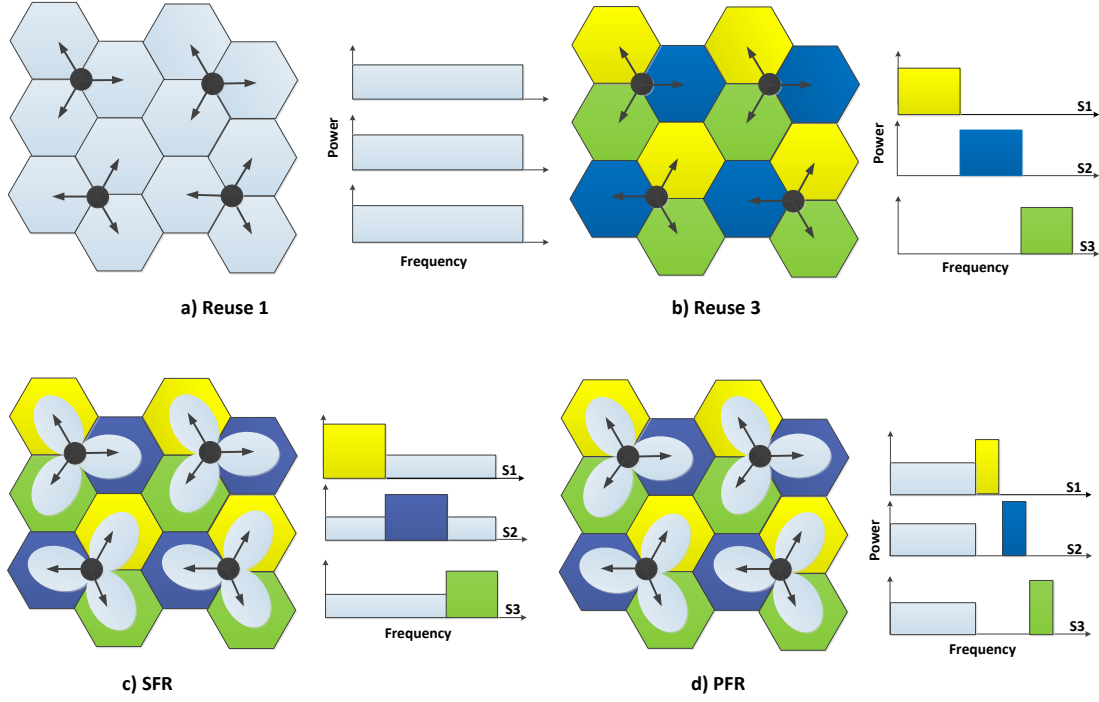 Power
Frequency
a) Reuse 1
S1
Power
S2
S3
Frequency
b) Reuse 3
S1
S2
S3
Frequency
c) SFR
S1
Power
S2
S3
Frequency
d) PFR